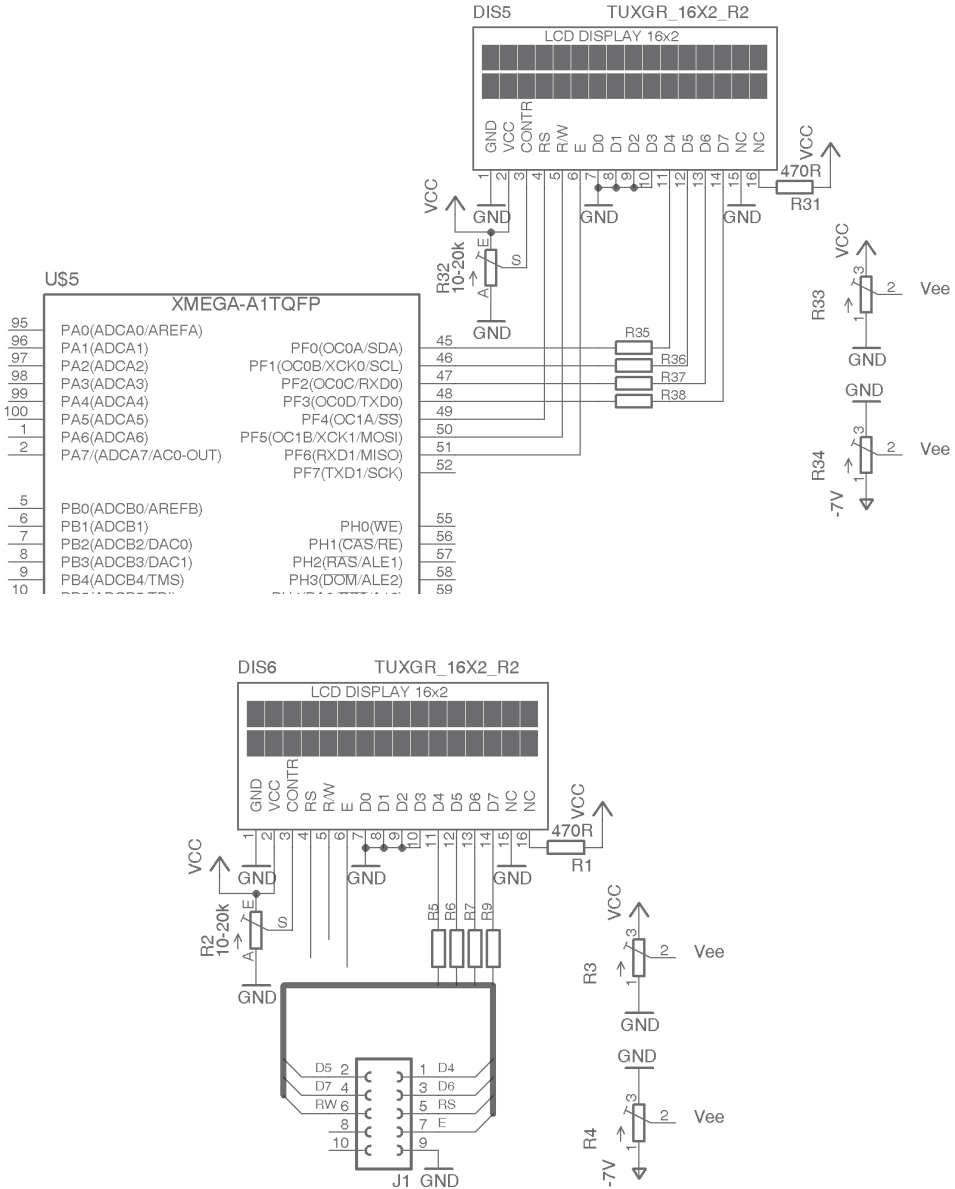 DIS5 TUXGR_16X2_R2
LCD DISPLAY 16x2
GND VCC CONTR RS R/W E D0 D1 D2 D3 D4 D5 D6 D7 NC NC
1 2 3 4 5 6 7 8 9 10 11 12 13 14 15 16
470R
VCC
R31
VCC
GND GND GND
E
S
A
R32
10-20k
GND
VCC
3
R33
2 Vee
1
GND
GND
3
R34
2 Vee
1
-7V
U$5
XMEGA-A1TQFP
95 PA0(ADCA0/AREFA)
96 PA1(ADCA1) PF0(OC0A/SDA) 45 R35
97 PA2(ADCA2) PF1(OC0B/XCK0/SCL) 46 R36
98 PA3(ADCA3) PF2(OC0C/RXD0) 47 R37
99 PA4(ADCA4) PF3(OC0D/TXD0) 48 R38
100 PA5(ADCA5) PF4(OC1A/SS) 49
1 PA6(ADCA6) PF5(OC1B/XCK1/MOSI) 50
2 PA7/(ADCA7/AC0-OUT) PF6(RXD1/MISO) 51
PF7(TXD1/SCK) 52
5 PB0(ADCB0/AREFB)
6 PB1(ADCB1) PH0(WE) 55
7 PB2(ADCB2/DAC0) PH1(CAS/RE) 56
8 PB3(ADCB3/DAC1) PH2(RAS/ALE1) 57
9 PB4(ADCB4/TMS) PH3(DQM/ALE2) 58
10 59
DIS6 TUXGR_16X2_R2
LCD DISPLAY 16x2
GND VCC CONTR RS R/W E D0 D1 D2 D3 D4 D5 D6 D7 NC NC
1 2 3 4 5 6 7 8 9 10 11 12 13 14 15 16
470R
VCC
R1
VCC
GND GND GND
E
S
A
R2
10-20k
GND
R5 R6 R7 R9
VCC
3
R3
2 Vee
1
GND
GND
3
R4
2 Vee
1
-7V
D5 2 1 D4
D7 4 3 D6
RW 6 5 RS
8 7 E
10 9
J1 GND